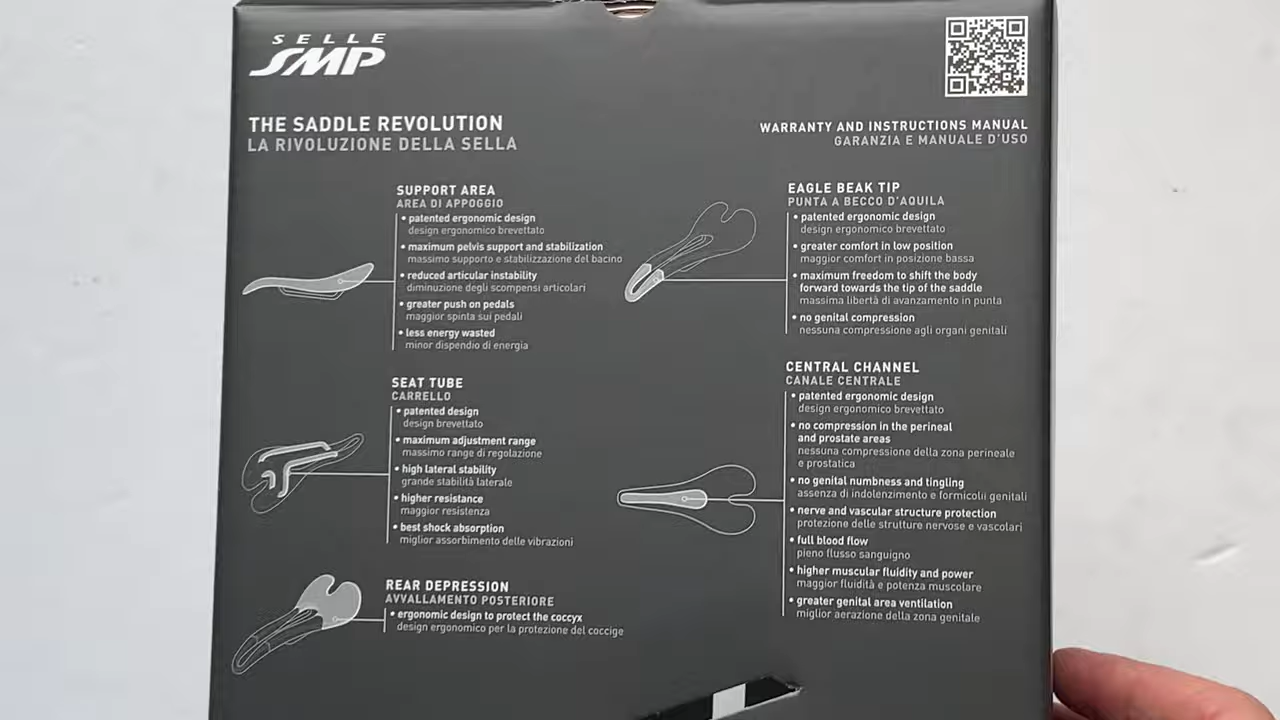 SELLE
SMP
THE SADDLE REVOLUTION
LA RIVOLUZIONE DELLA SELLA
WARRANTY AND INSTRUCTIONS MANUAL
GARANZIA E MANUALE D'USO
SUPPORT AREA
AREA DI APPOGGIO
• patented ergonomic design
design ergonomico brevettato
• maximum pelvis support and stabilization
massimo supporto e stabilizzazione del bacino
• reduced articular instability
diminuzione degli scompensi articolari
• greater push on pedals
maggior spinta sui pedali
• less energy wasted
minor dispendio di energia
SEAT TUBE
CARRELLO
• patented design
design brevettato
• maximum adjustment range
massimo range di regolazione
• high lateral stability
grande stabilità laterale
• higher resistance
maggior resistenza
• best shock absorption
miglior assorbimento delle vibrazioni
REAR DEPRESSION
AVVALLAMENTO POSTERIORE
• ergonomic design to protect the coccyx
design ergonomico per la protezione del coccige
EAGLE BEAK TIP
PUNTA A BECCO D'AQUILA
• patented ergonomic design
design ergonomico brevettato
• greater comfort in low position
maggior comfort in posizione bassa
• maximum freedom to shift the body
forward towards the tip of the saddle
massima libertà di avanzamento in punta
• no genital compression
nessuna compressione agli organi genitali
CENTRAL CHANNEL
CANALE CENTRALE
• patented ergonomic design
design ergonomico brevettato
• no compression in the perineal
and prostate areas
nessuna compressione della zona perineale
e prostatica
• no genital numbness and tingling
assenza di indolenzimento e formicolii genitali
• nerve and vascular structure protection
protezione delle strutture nervose e vascolari
• full blood flow
pieno flusso sanguigno
• higher muscular fluidity and power
maggior fluidità e potenza muscolare
• greater genital area ventilation
miglior aerazione della zona genitale